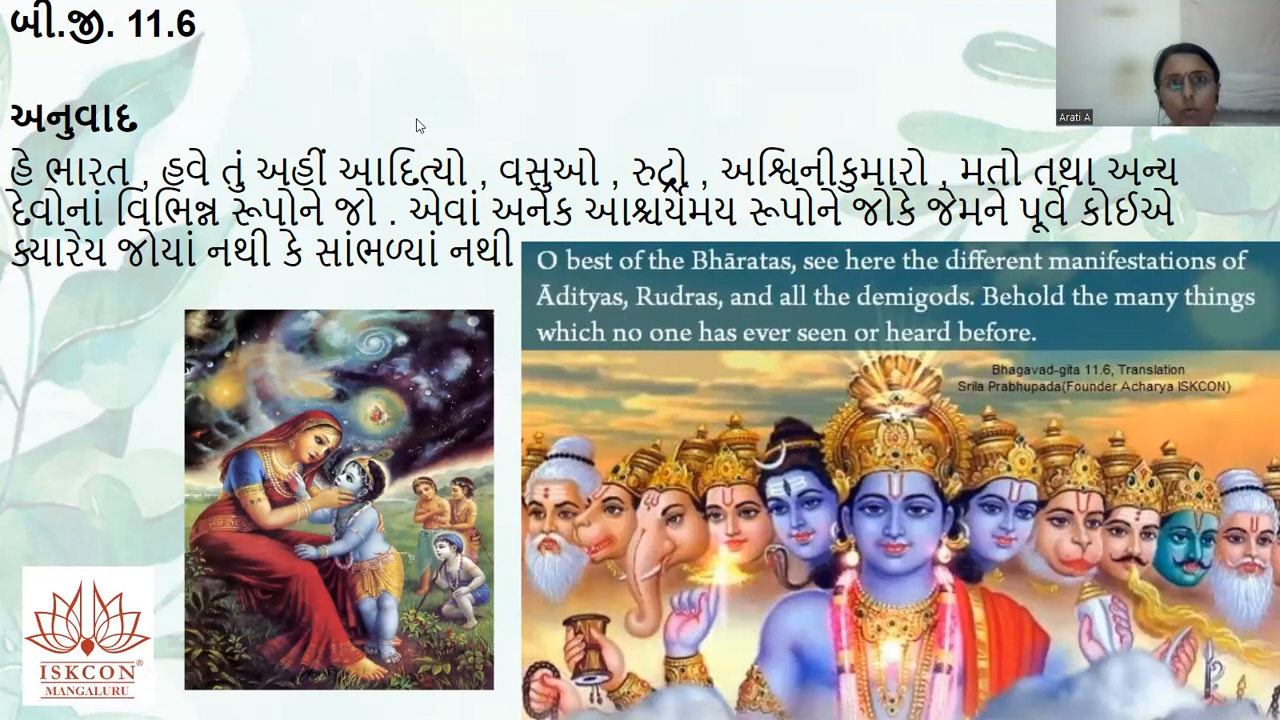 બી.જી. 11.6
અનુવાદ
હે ભારત , હવે તું અહીં આદિત્યો , વસુઓ , રુદ્રો , અશ્વિનીકુમારો , મતો તથા અન્ય
દેવોનાં વિભિન્ન રૂપોને જો . એવાં અનેક આશ્ચર્યમય રૂપોને જોકે જેમને પૂર્વે કોઈએ
ક્યારેય જોયાં નથી કે સાંભળ્યાં નથી
O best of the Bhāratas, see here the different manifestations of
Ādityas, Rudras, and all the demigods. Behold the many things
which no one has ever seen or heard before.
Bhagavad-gita 11.6, Translation
Srila Prabhupada(Founder Acharya ISKCON)
Arati A
ISKCON®
MANGALURU